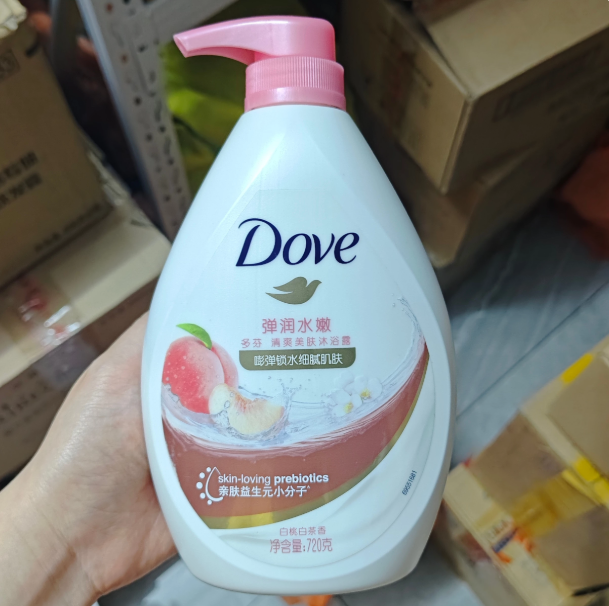 Dove
弹润水嫩
多芬 清爽美肤沐浴露
嘭弹锁水细腻肌肤
skin-loving prebiotics
亲肤益生元小分子^
白桃白茶香
净含量:720克